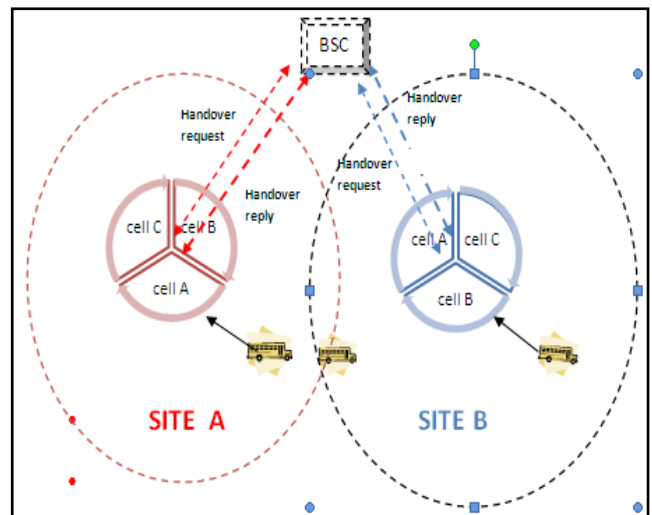 BSC
Handover
request
Handover
reply
Handover
reply
Handover
request
cell C
cell B
cell A
cell A
cell C
cell B
SITE A
SITE B